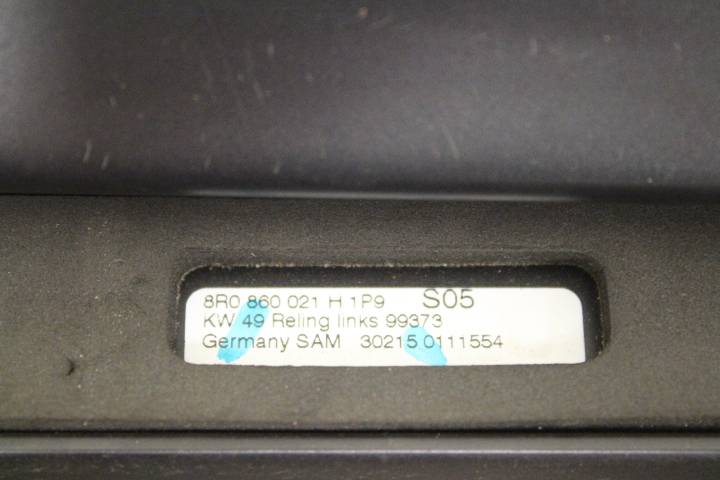 8R0 860 021 H 1P9 S05
KW 49 Reling links 99373
Germany SAM 30215 0111554